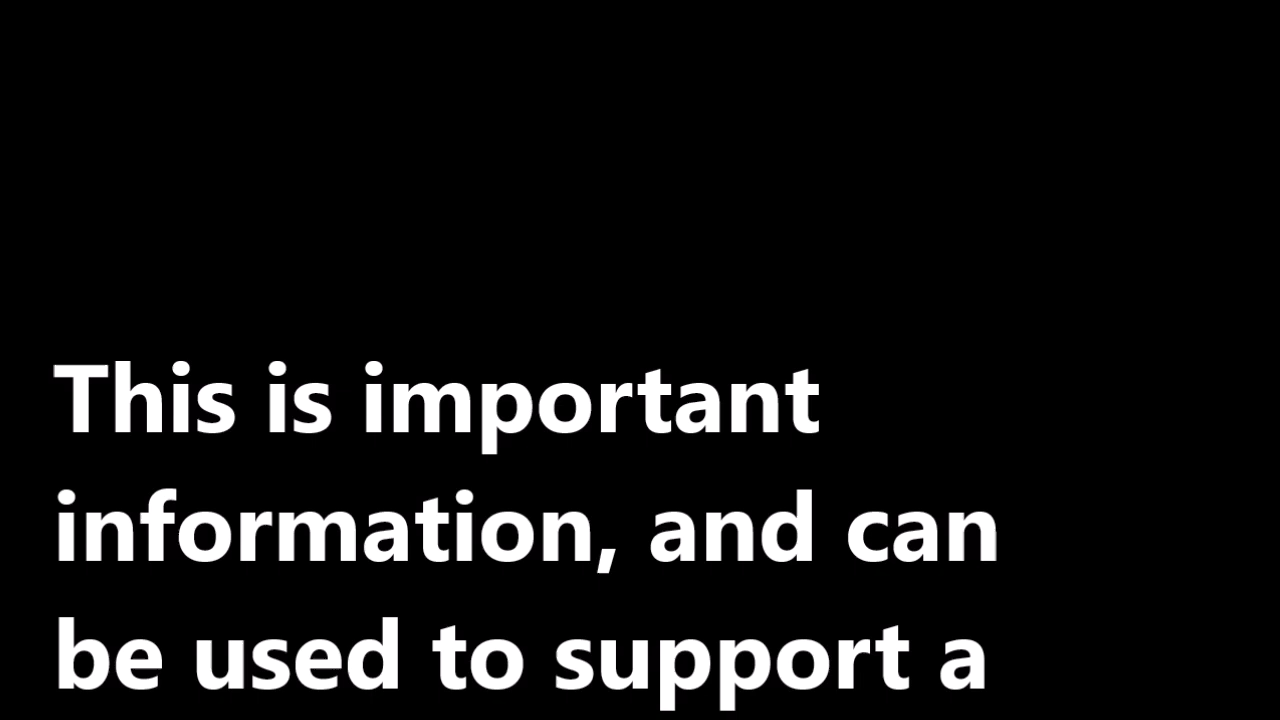 This is important
information, and can
be used to support a